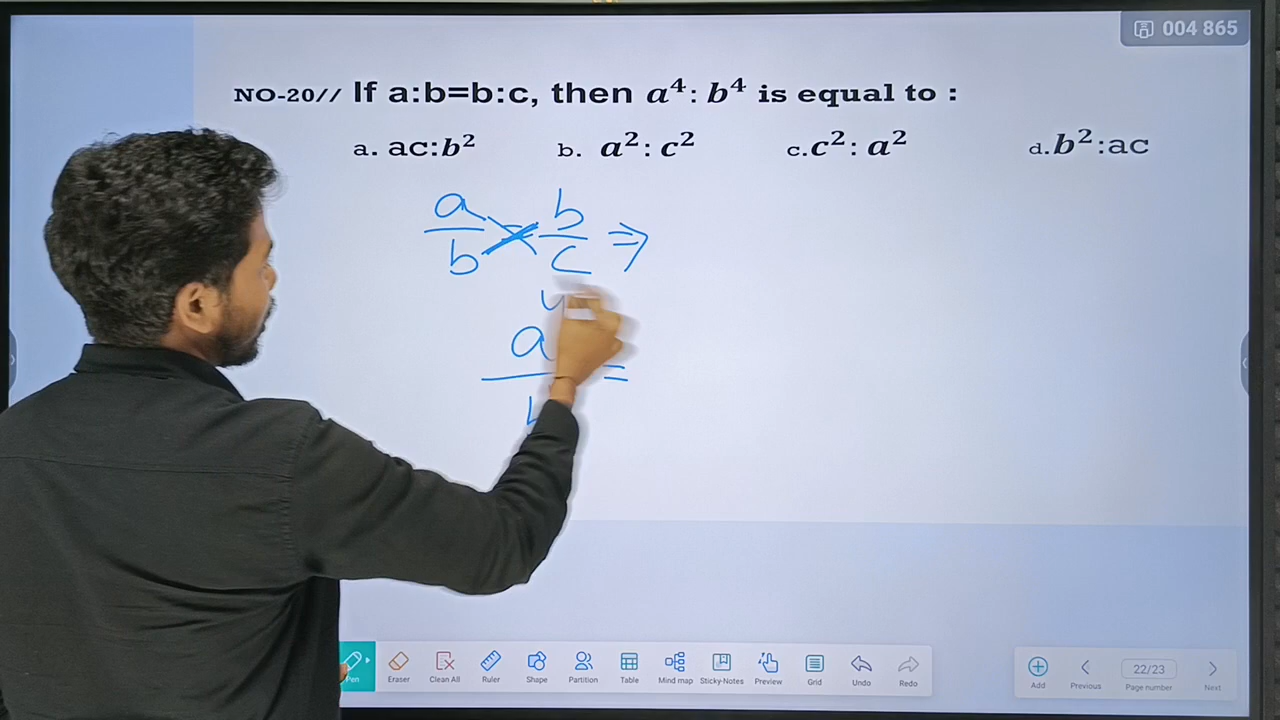 004 865
NO-20// If a:b=b:c, then a⁴: b⁴ is equal to :
a. ac:b² b. a²: c² c.c²: a² d.b²:ac
a b
b = c ⇒
a =
Pen Eraser Clean All Ruler Shape Partition Table Mind map Sticky-Notes Preview Grid Undo Redo
Add Previous 22/23 Page number Next